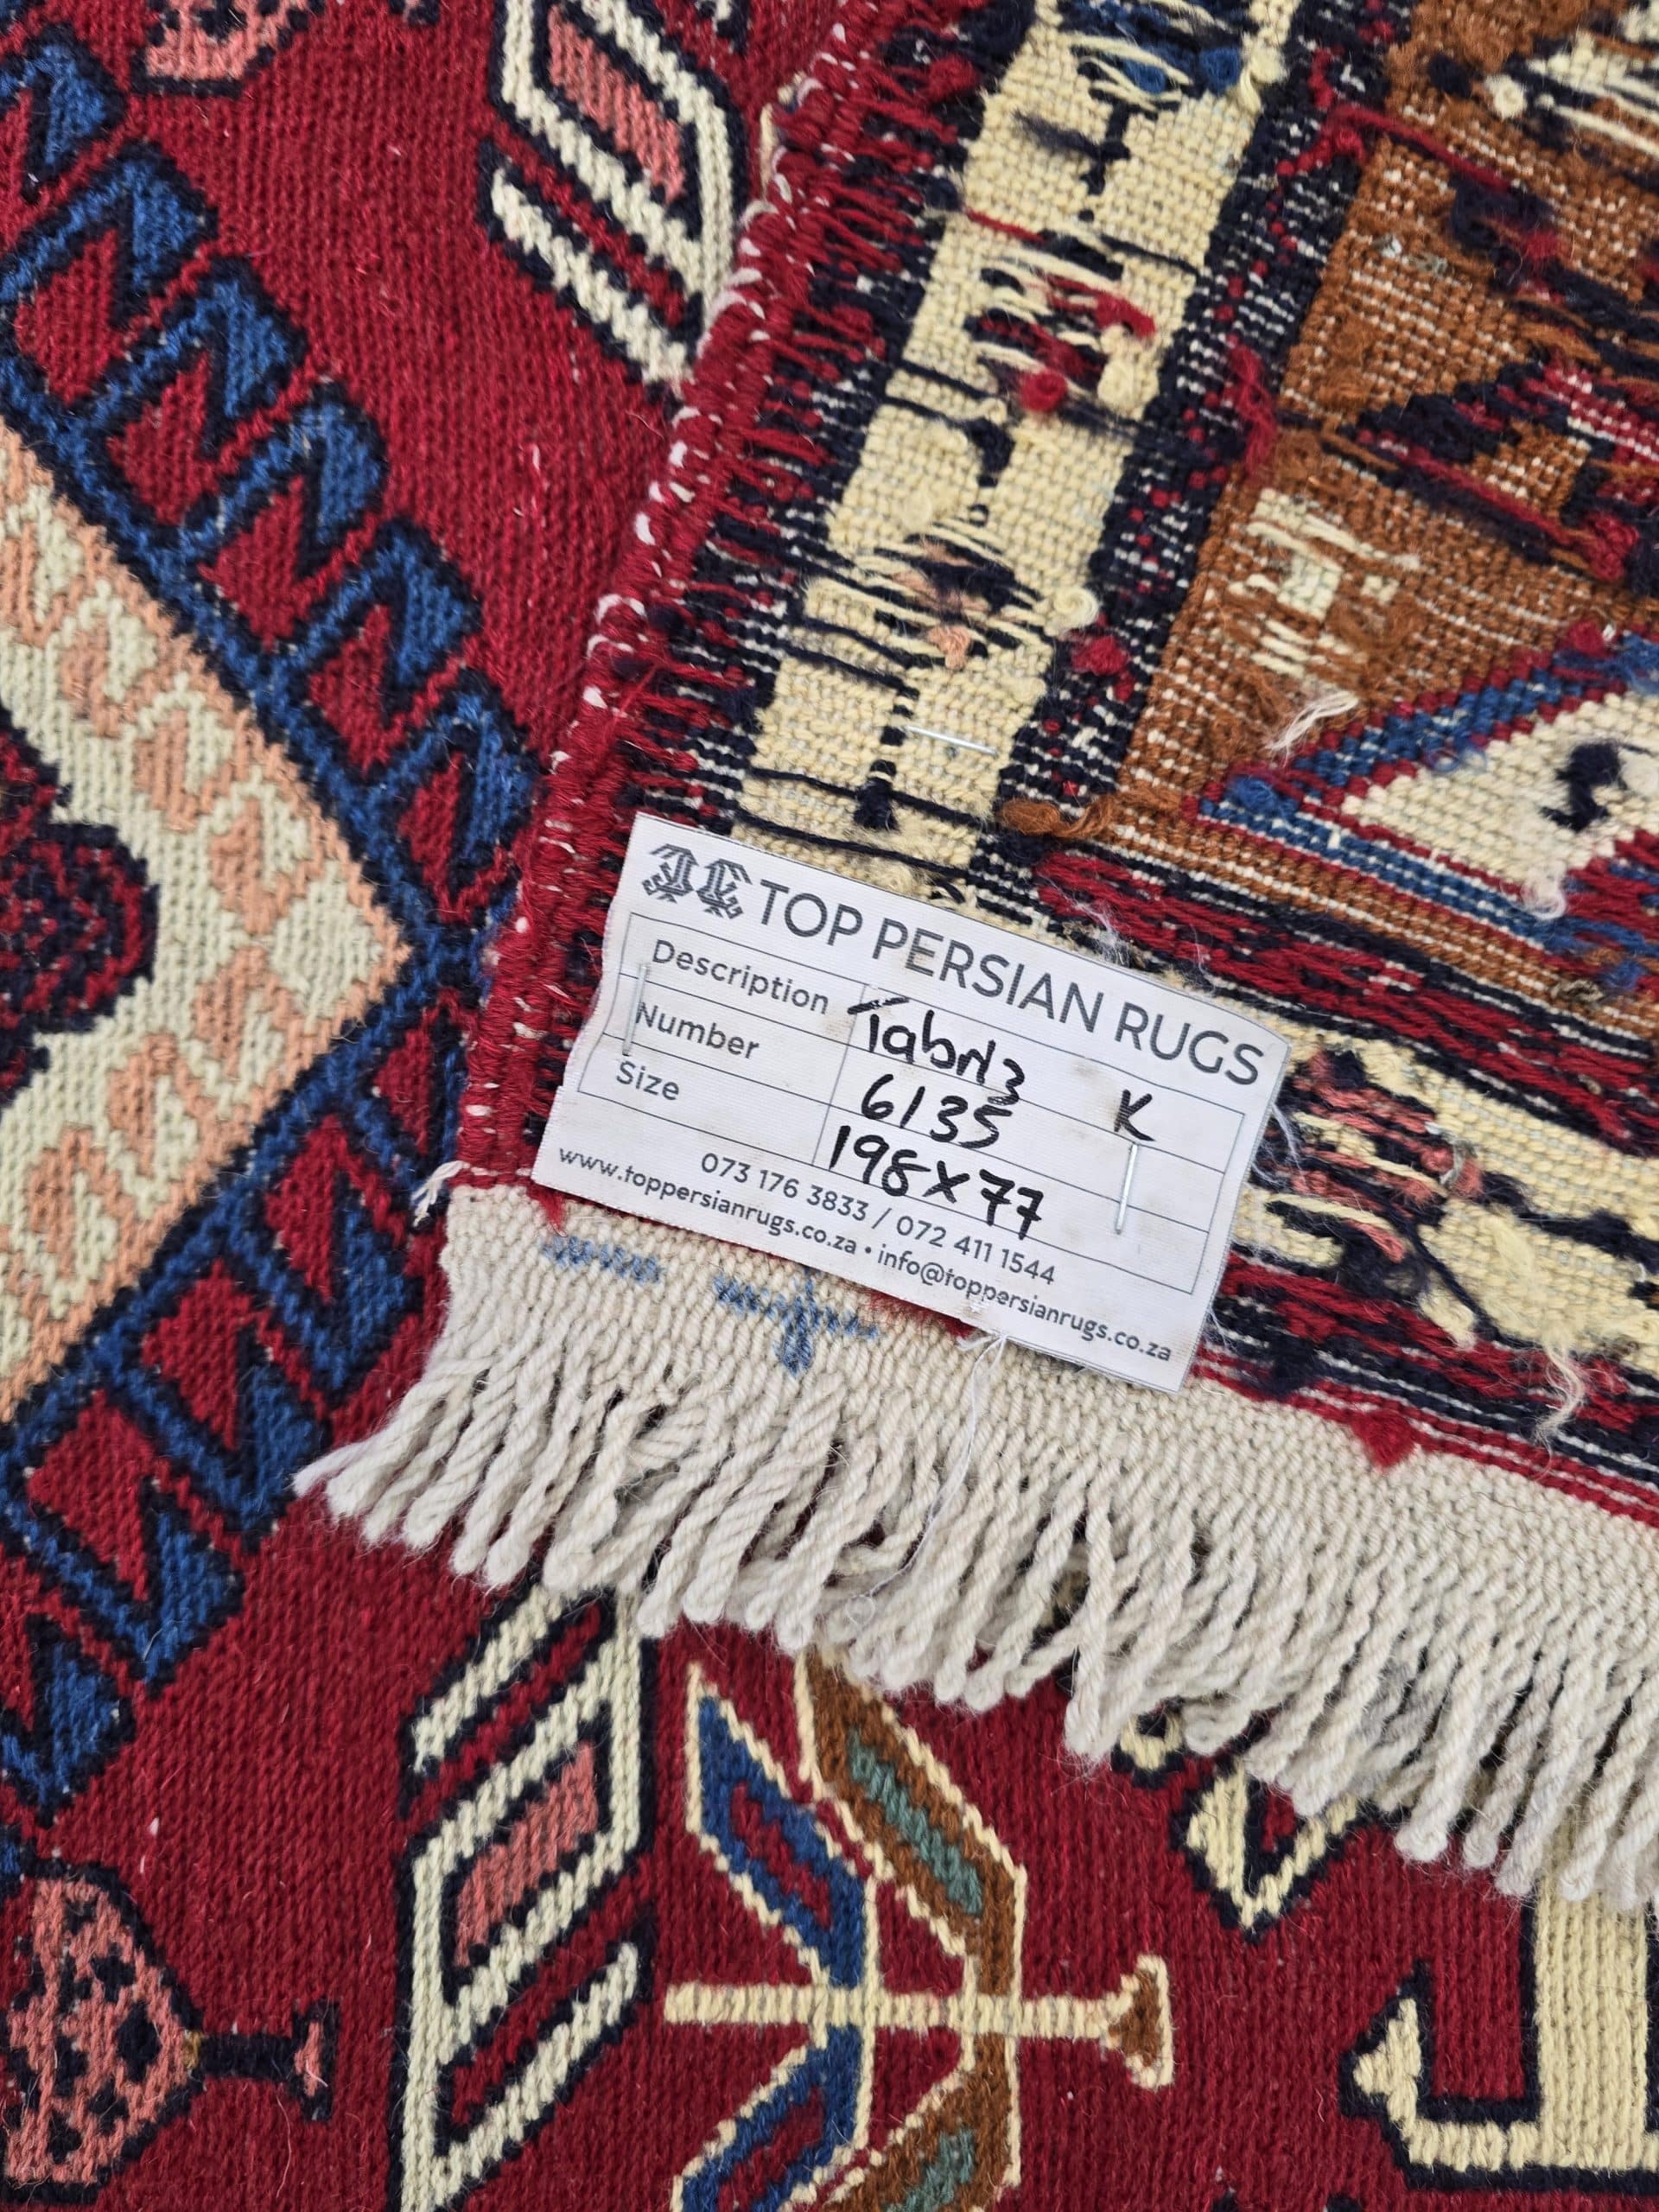 TOP PERSIAN RUGS
Description Tabriz K
Number 6135
Size 198x77
073 176 3833 / 072 411 1544
www.toppersianrugs.co.za • info@toppersianrugs.co.za